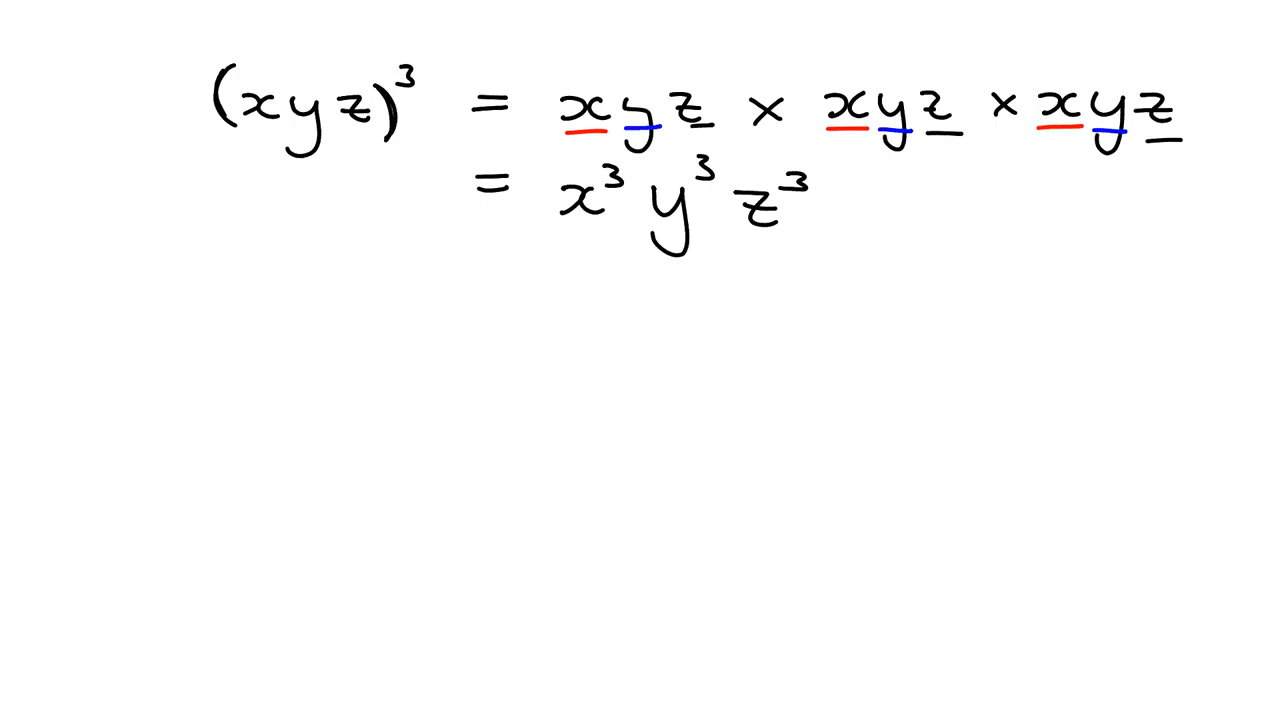 (xyz)³ = xyz × xyz × xyz
= x³y³z³